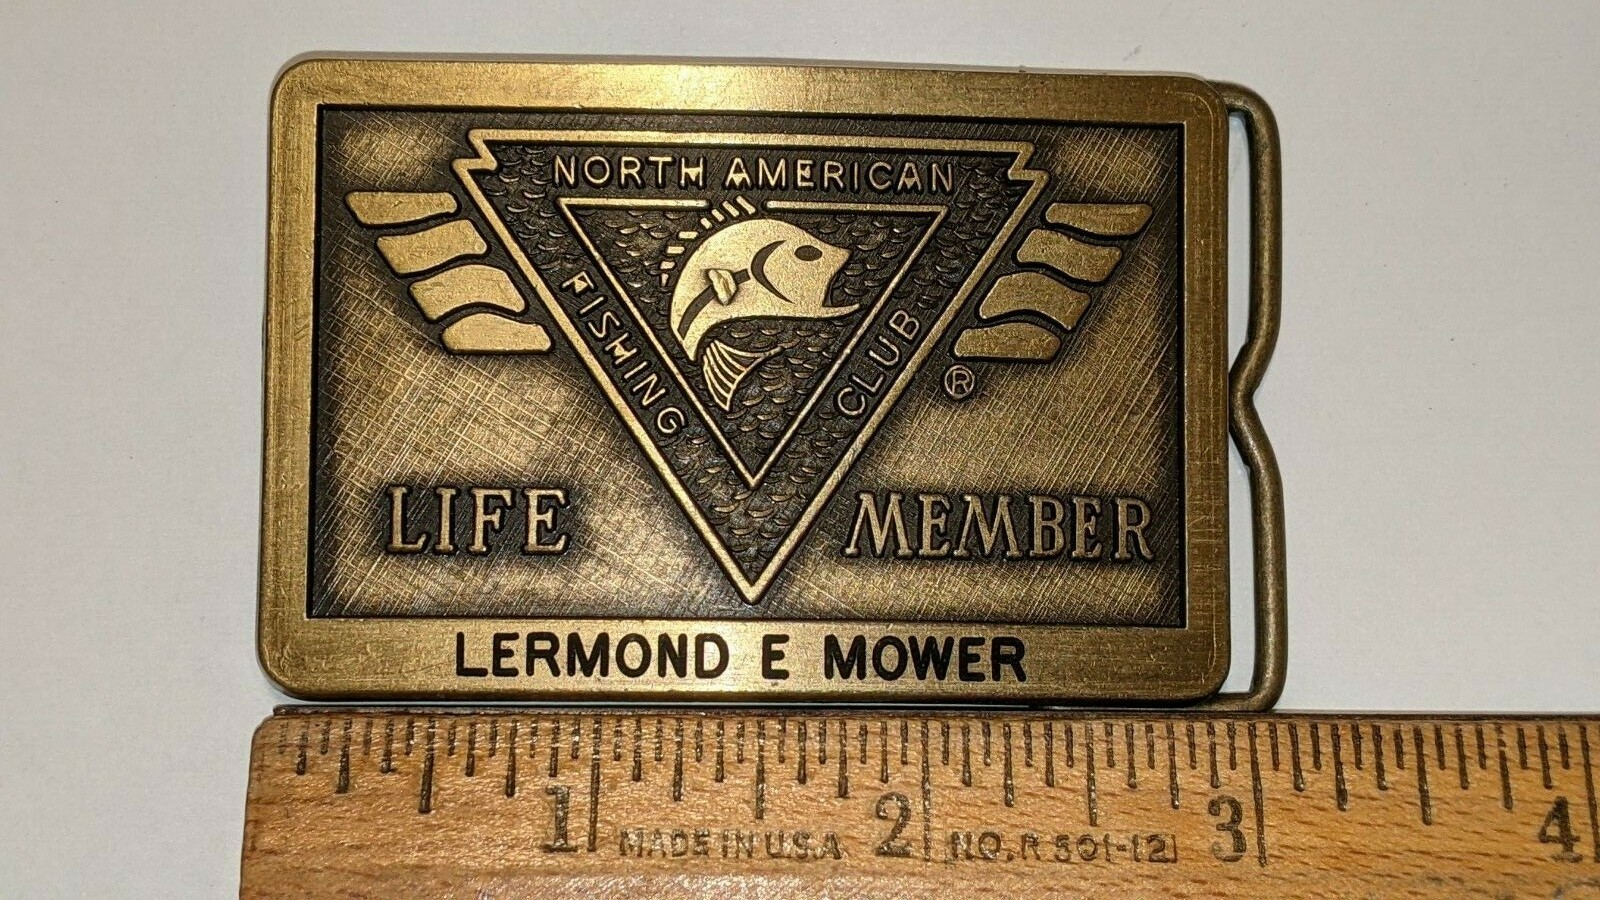 NORTH AMERICAN
FISHING
CLUB
®
LIFE MEMBER
LERMOND E MOWER
1 2 3 4
MADE IN U.S.A NO. R 501-12